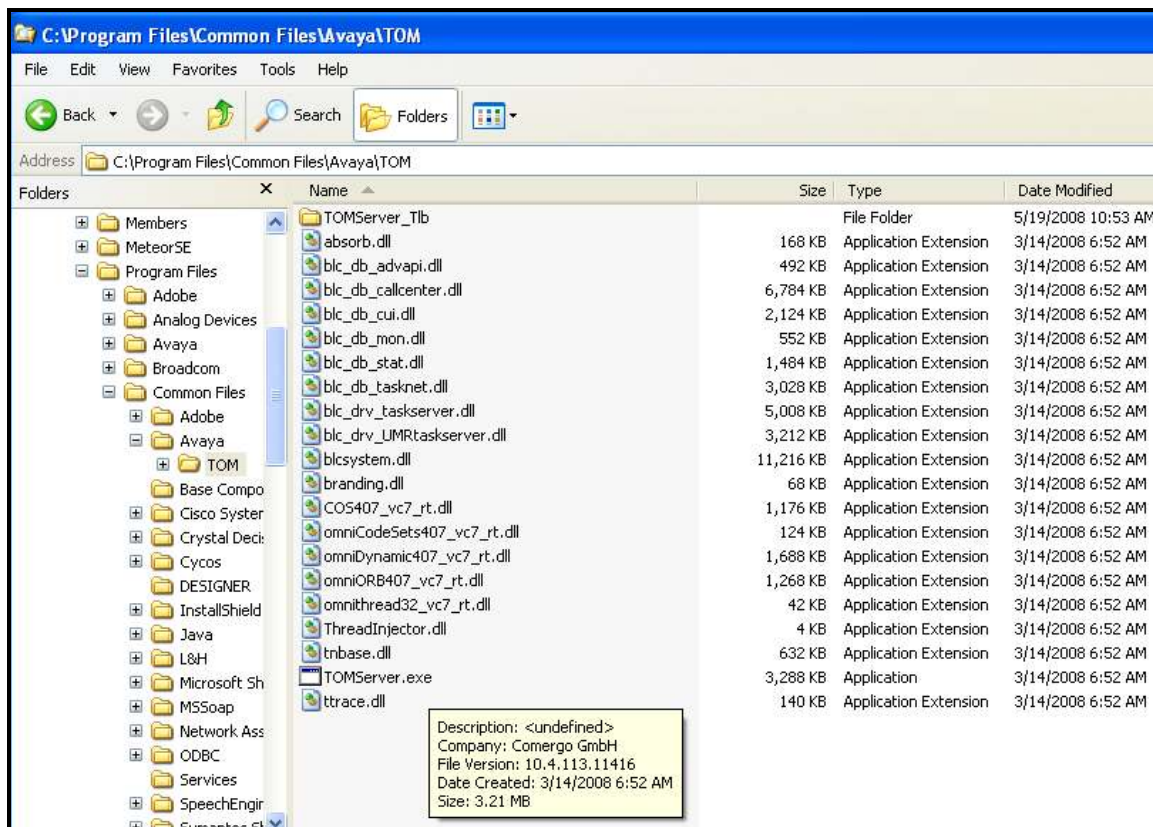 C:\Program Files\Common Files\Avaya\TOM
File Edit View Favorites Tools Help
Back Search Folders
Address C:\Program Files\Common Files\Avaya\TOM
Folders X
Members
MeteorSE
Program Files
Adobe
Analog Devices
Avaya
Broadcom
Common Files
Adobe
Avaya
TOM
Base Compo
Cisco System
Crystal Decis
Cycos
DESIGNER
InstallShield
Java
L&H
Microsoft Sh
MSSoap
Network Ass
ODBC
Services
SpeechEngin
Name Size Type Date Modified
TOMServer_Tlb File Folder 5/19/2008 10:53 AM
absorb.dll 168 KB Application Extension 3/14/2008 6:52 AM
blc_db_advapi.dll 492 KB Application Extension 3/14/2008 6:52 AM
blc_db_callcenter.dll 6,784 KB Application Extension 3/14/2008 6:52 AM
blc_db_cui.dll 2,124 KB Application Extension 3/14/2008 6:52 AM
blc_db_mon.dll 552 KB Application Extension 3/14/2008 6:52 AM
blc_db_stat.dll 1,484 KB Application Extension 3/14/2008 6:52 AM
blc_db_tasknet.dll 3,028 KB Application Extension 3/14/2008 6:52 AM
blc_drv_taskserver.dll 5,008 KB Application Extension 3/14/2008 6:52 AM
blc_drv_UMRtaskserver.dll 3,212 KB Application Extension 3/14/2008 6:52 AM
blcsystem.dll 11,216 KB Application Extension 3/14/2008 6:52 AM
branding.dll 68 KB Application Extension 3/14/2008 6:52 AM
COS407_vc7_rt.dll 1,176 KB Application Extension 3/14/2008 6:52 AM
omniCodeSets407_vc7_rt.dll 124 KB Application Extension 3/14/2008 6:52 AM
omniDynamic407_vc7_rt.dll 1,688 KB Application Extension 3/14/2008 6:52 AM
omniORB407_vc7_rt.dll 1,268 KB Application Extension 3/14/2008 6:52 AM
omnithread32_vc7_rt.dll 42 KB Application Extension 3/14/2008 6:52 AM
ThreadInjector.dll 4 KB Application Extension 3/14/2008 6:52 AM
tnbase.dll 632 KB Application Extension 3/14/2008 6:52 AM
TOMServer.exe 3,288 KB Application 3/14/2008 6:52 AM
ttrace.dll 140 KB Application Extension 3/14/2008 6:52 AM
Description: <undefined>
Company: Comergo GmbH
File Version: 10.4.113.11416
Date Created: 3/14/2008 6:52 AM
Size: 3.21 MB